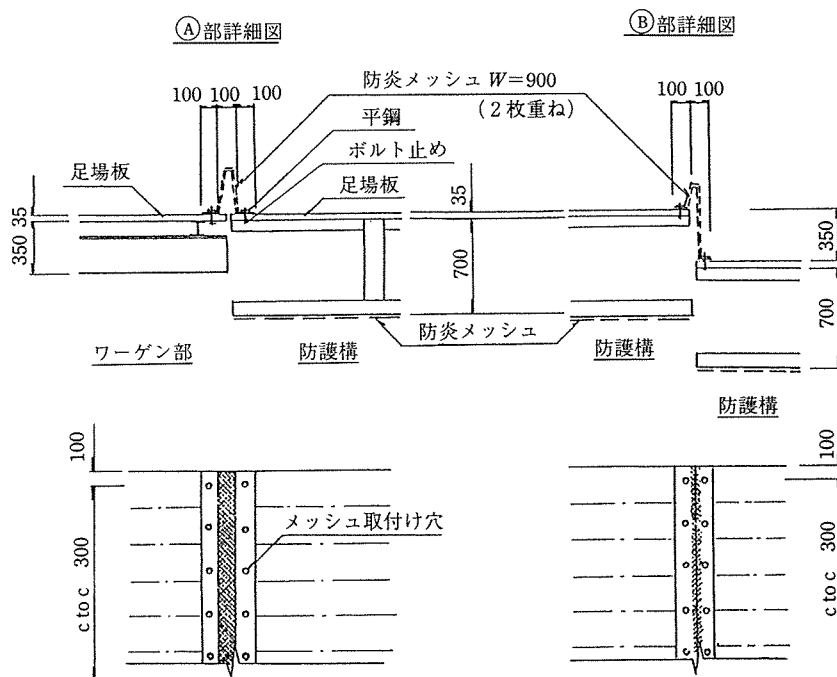 Ⓐ部詳細図
Ⓑ部詳細図
防炎メッシュ W=900
(2枚重ね)
100 100 100
100 100
平鋼
ボルト止め
足場板
足場板
35
350
35
700
350
700
防炎メッシュ
ワーゲン部
防護構
防護構
防護構
100
300
c to c
メッシュ取付け穴
100
300
c to c